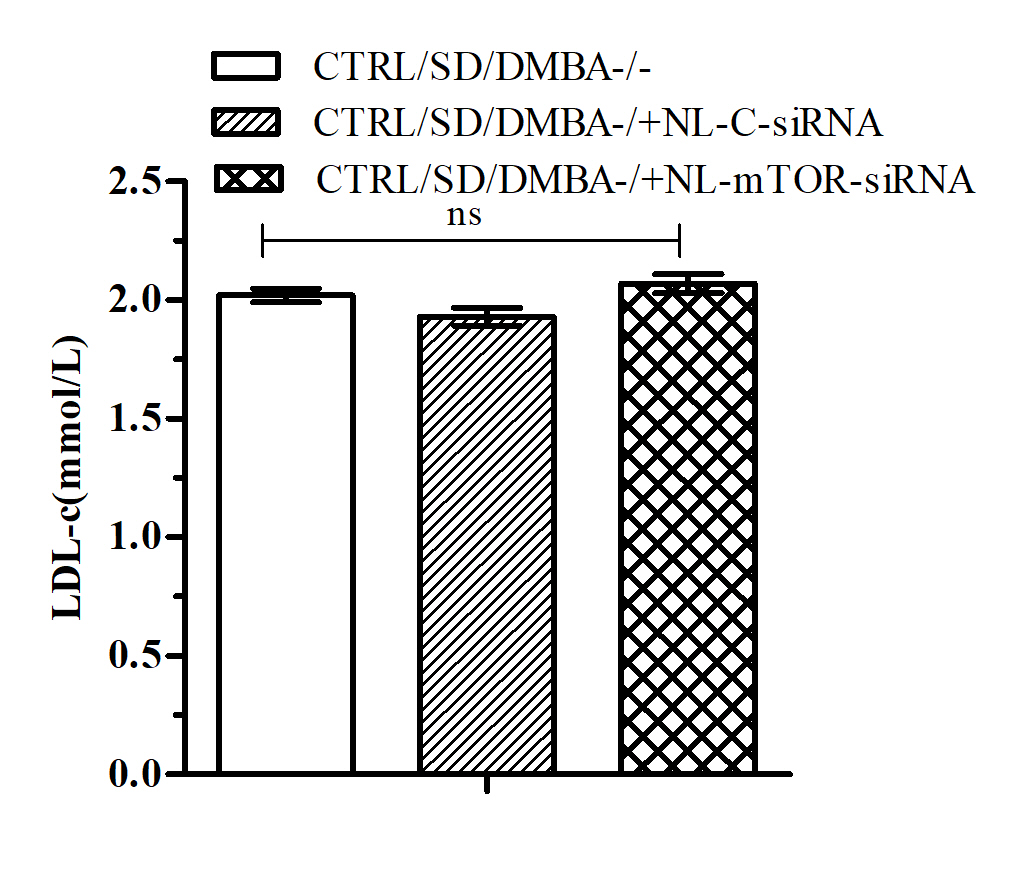 CTRL/SD/DMBA-/-
CTRL/SD/DMBA-/+NL-C-siRNA
CTRL/SD/DMBA-/+NL-mTOR-siRNA
ns
2.5
2.0
1.5
1.0
0.5
0.0
LDL-c(mmol/L)